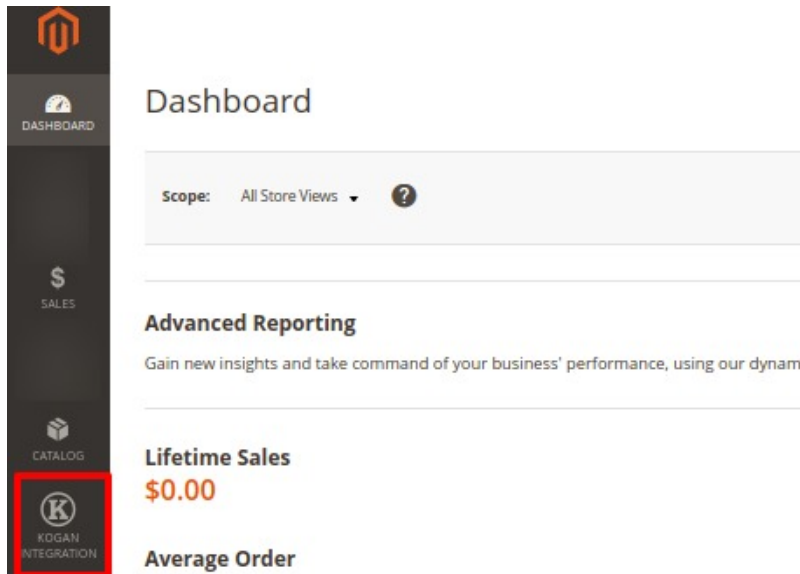 DASHBOARD
Dashboard
Scope: All Store Views
?
$
SALES
Advanced Reporting
Gain new insights and take command of your business' performance, using our dynam
CATALOG
Lifetime Sales
$0.00
K
KOGAN
INTEGRATION
Average Order